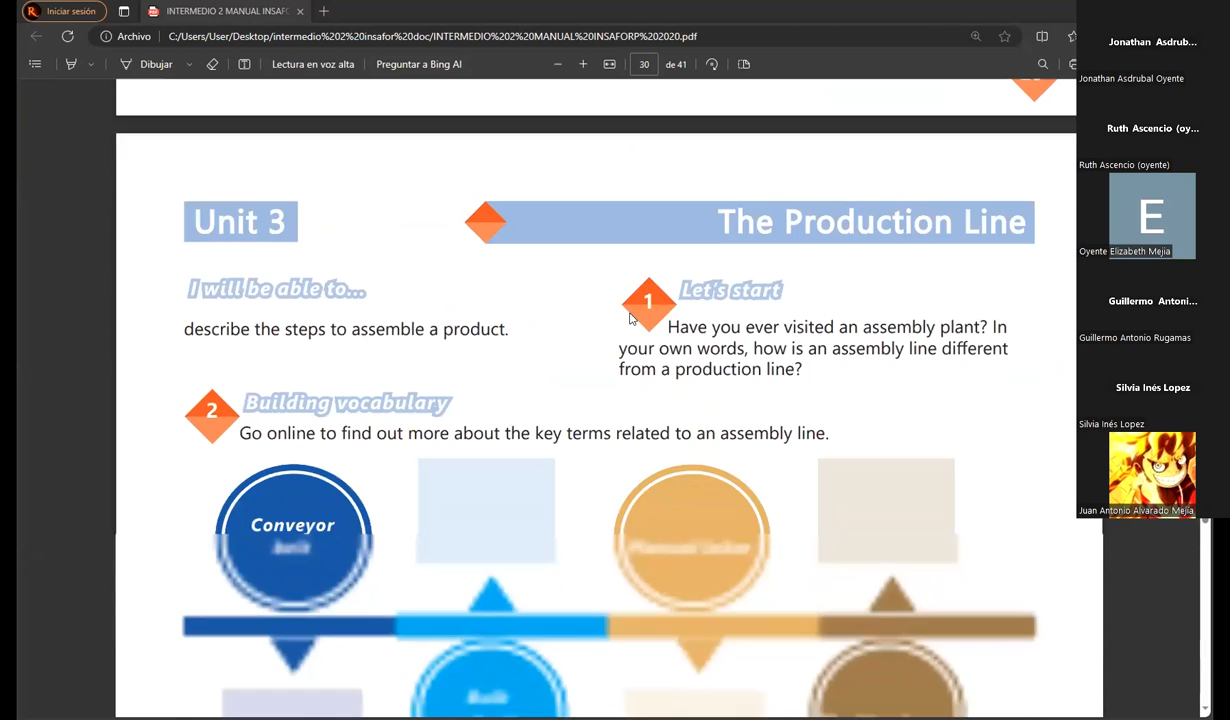 Iniciar sesión
INTERMEDIO 2 MANUAL INSAFO
Archivo
C:/Users/User/Desktop/intermedio%202%20insafor%20doc/INTERMEDIO%202%20MANUAL%20INSAFORP%202020.pdf
Dibujar
Lectura en voz alta
Preguntar a Bing AI
30
de 41
Unit 3
The Production Line
I will be able to...
describe the steps to assemble a product.
1
Let's start
Have you ever visited an assembly plant? In
your own words, how is an assembly line different
from a production line?
2
Building vocabulary
Go online to find out more about the key terms related to an assembly line.
Conveyor
Jonathan Asdrub...
Jonathan Asdrubal Oyente
Ruth Ascencio (oy...
Ruth Ascencio (oyente)
E
Oyente Elizabeth Mejia
Guillermo Antoni...
Guillermo Antonio Rugamas
Silvia Inés Lopez
Silvia Inés Lopez
Juan Antonio Alvarado Mejía